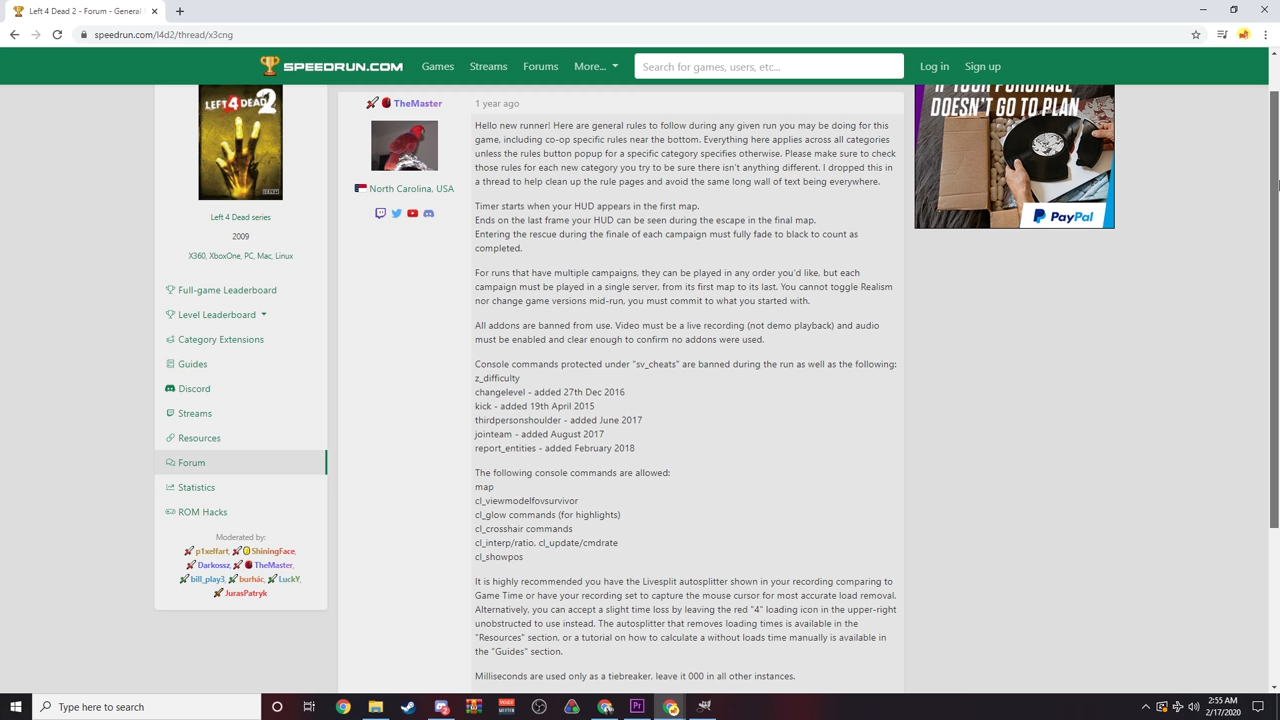 Left 4 Dead 2 - Forum - General
speedrun.com/l4d2/thread/x3cng
SPEEDRUN.COM
Games
Streams
Forums
More...
Search for games, users, etc...
Log in
Sign up
LEFT 4 DEAD 2
Left 4 Dead series
2009
X360, XboxOne, PC, Mac, Linux
Full-game Leaderboard
Level Leaderboard
Category Extensions
Guides
Discord
Streams
Resources
Forum
Statistics
ROM Hacks
Moderated by:
p1xelfart, ShiningFace,
Darkossz, TheMaster,
bill_play3, burhác, LuckY,
JurasPatryk
TheMaster
North Carolina, USA
1 year ago
Hello new runner! Here are general rules to follow during any given run you may be doing for this
game, including co-op specific rules near the bottom. Everything here applies across all categories
unless the rules button popup for a specific category specifies otherwise. Please make sure to check
those rules for each new category you try to be sure there isn't anything different. I dropped this in
a thread to help clean up the rule pages and avoid the same long wall of text being everywhere.
Timer starts when your HUD appears in the first map.
Ends on the last frame your HUD can be seen during the escape in the final map.
Entering the rescue during the finale of each campaign must fully fade to black to count as
completed.
For runs that have multiple campaigns, they can be played in any order you'd like, but each
campaign must be played in a single server, from its first map to its last. You cannot toggle Realism
nor change game versions mid-run, you must commit to what you started with.
All addons are banned from use. Video must be a live recording (not demo playback) and audio
must be enabled and clear enough to confirm no addons were used.
Console commands protected under "sv_cheats" are banned during the run as well as the following:
z_difficulty
changelevel - added 27th Dec 2016
kick - added 19th April 2015
thirdpersonshoulder - added June 2017
jointeam - added August 2017
report_entities - added February 2018
The following console commands are allowed:
map
cl_viewmodelfovsurvivor
cl_glow commands (for highlights)
cl_crosshair commands
cl_interp/ratio, cl_update/cmdrate
cl_showpos
It is highly recommended you have the Livesplit autosplitter shown in your recording comparing to
Game Time or have your recording set to capture the mouse cursor for most accurate load removal.
Alternatively, you can accept a slight time loss by leaving the red "4" loading icon in the upper-right
unobstructed to use instead. The autosplitter that removes loading times is available in the
"Resources" section, or a tutorial on how to calculate a without loads time manually is available in
the "Guides" section.
Milliseconds are used only as a tiebreaker, leave it 000 in all other instances.
IF YOUR PURCHASE
DOESN'T GO TO PLAN
PayPal
Type here to search
2:55 AM
2/17/2020